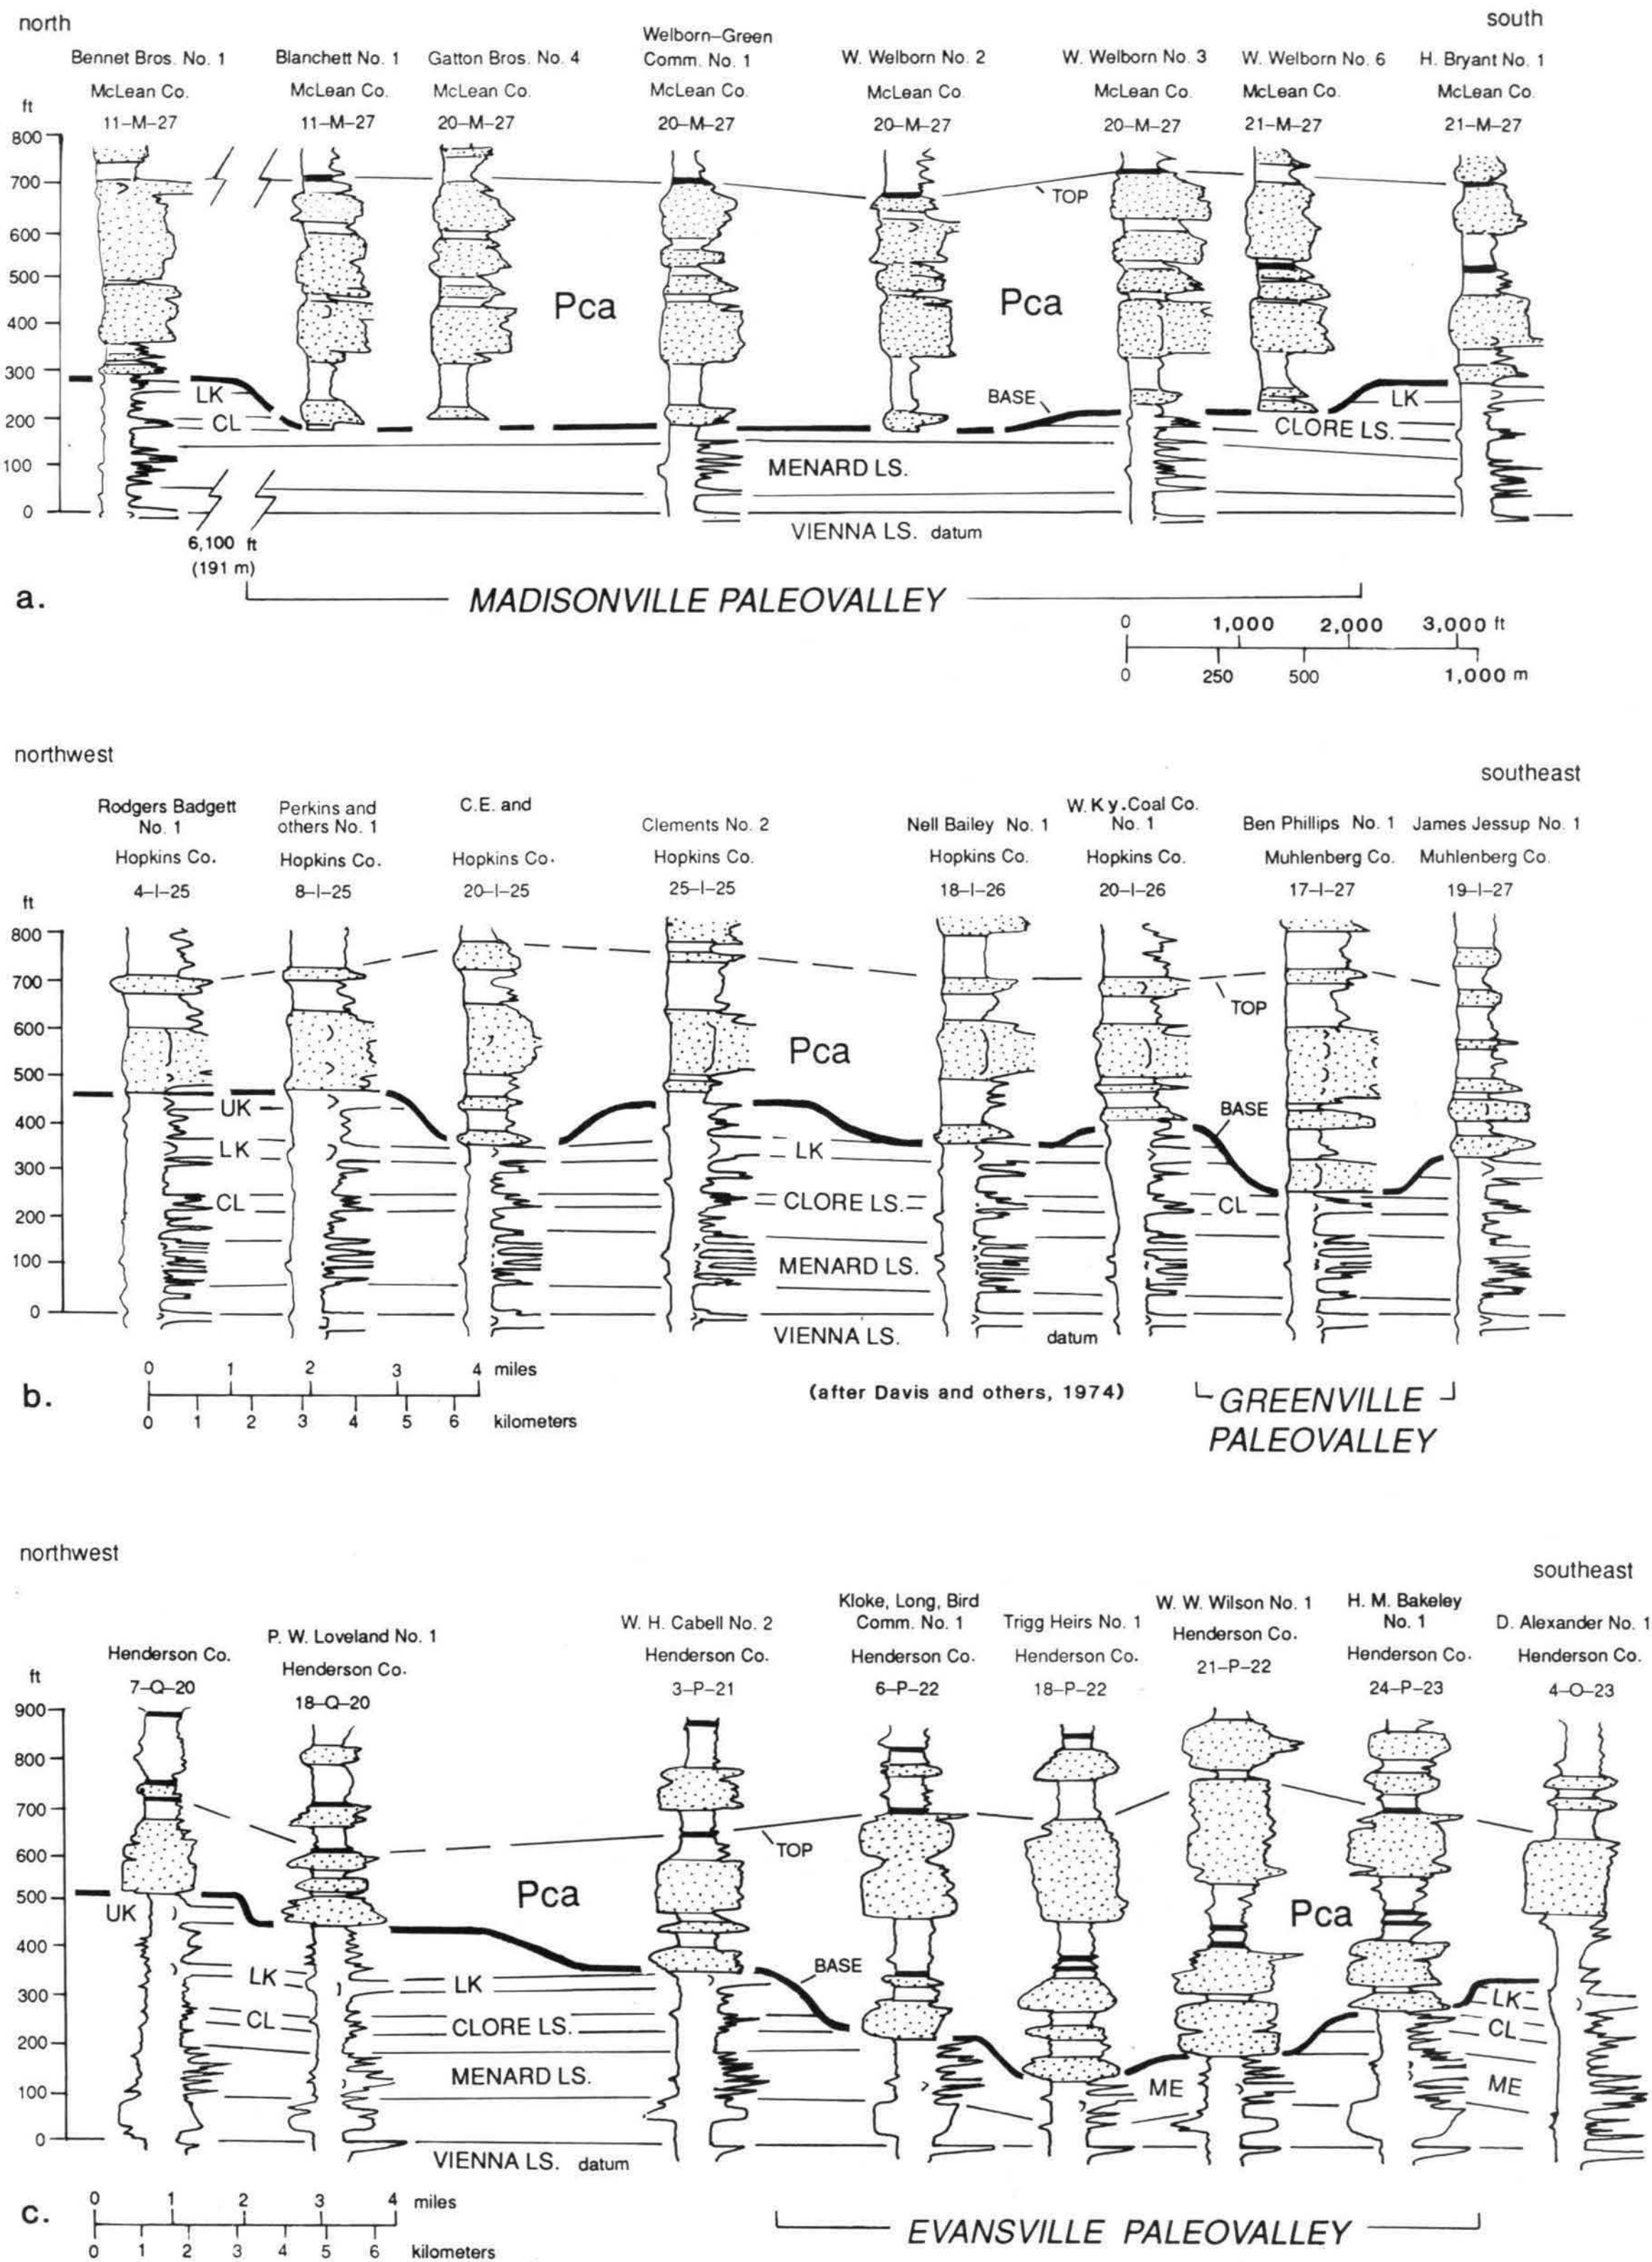 north
south
Bennet Bros. No. 1
McLean Co.
11-M-27
Blanchett No. 1
McLean Co.
11-M-27
Gatton Bros. No. 4
McLean Co.
20-M-27
Welborn-Green
Comm. No. 1
McLean Co.
20-M-27
W. Welborn No. 2
McLean Co.
20-M-27
W. Welborn No. 3
McLean Co.
20-M-27
W. Welborn No. 6
McLean Co.
21-M-27
H. Bryant No. 1
McLean Co.
21-M-27
ft
800
700
600
500
400
300
200
100
0
TOP
Pca
Pca
BASE
LK
CL
LK
CLORE LS.
MENARD LS.
VIENNA LS. datum
6,100 ft
(191 m)
a.
MADISONVILLE PALEOVALLEY
0 1,000 2,000 3,000 ft
0 250 500 1,000 m
northwest
southeast
Rodgers Badgett
No. 1
Hopkins Co.
4-I-25
Perkins and
others No. 1
Hopkins Co.
8-I-25
C.E. and
Hopkins Co.
20-I-25
Clements No. 2
Hopkins Co.
25-I-25
Nell Bailey No. 1
Hopkins Co.
18-I-26
W.Ky.Coal Co.
No. 1
Hopkins Co.
20-I-26
Ben Phillips No. 1
Muhlenberg Co.
17-I-27
James Jessup No. 1
Muhlenberg Co.
19-I-27
ft
800
700
600
500
400
300
200
100
0
TOP
Pca
BASE
UK
LK
LK
CL
CLORE LS.
CL
MENARD LS.
VIENNA LS. datum
0 1 2 3 4 miles
0 1 2 3 4 5 6 kilometers
b.
(after Davis and others, 1974)
GREENVILLE
PALEOVALLEY
northwest
southeast
Henderson Co.
7-Q-20
P. W. Loveland No. 1
Henderson Co.
18-Q-20
W. H. Cabell No. 2
Henderson Co.
3-P-21
Kloke, Long, Bird
Comm. No. 1
Henderson Co.
6-P-22
Trigg Heirs No. 1
Henderson Co.
18-P-22
W. W. Wilson No. 1
Henderson Co.
21-P-22
H. M. Bakeley
No. 1
Henderson Co.
24-P-23
D. Alexander No. 1
Henderson Co.
4-O-23
ft
900
800
700
600
500
400
300
200
100
0
TOP
Pca
Pca
UK
BASE
LK
LK
LK
CL
CLORE LS.
CL
MENARD LS.
ME
ME
VIENNA LS. datum
c.
0 1 2 3 4 miles
0 1 2 3 4 5 6 kilometers
EVANSVILLE PALEOVALLEY